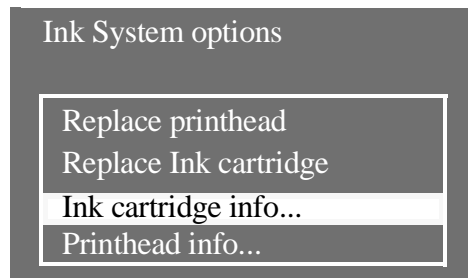 Ink System options
Replace printhead
Replace Ink cartridge
Ink cartridge info...
Printhead info...